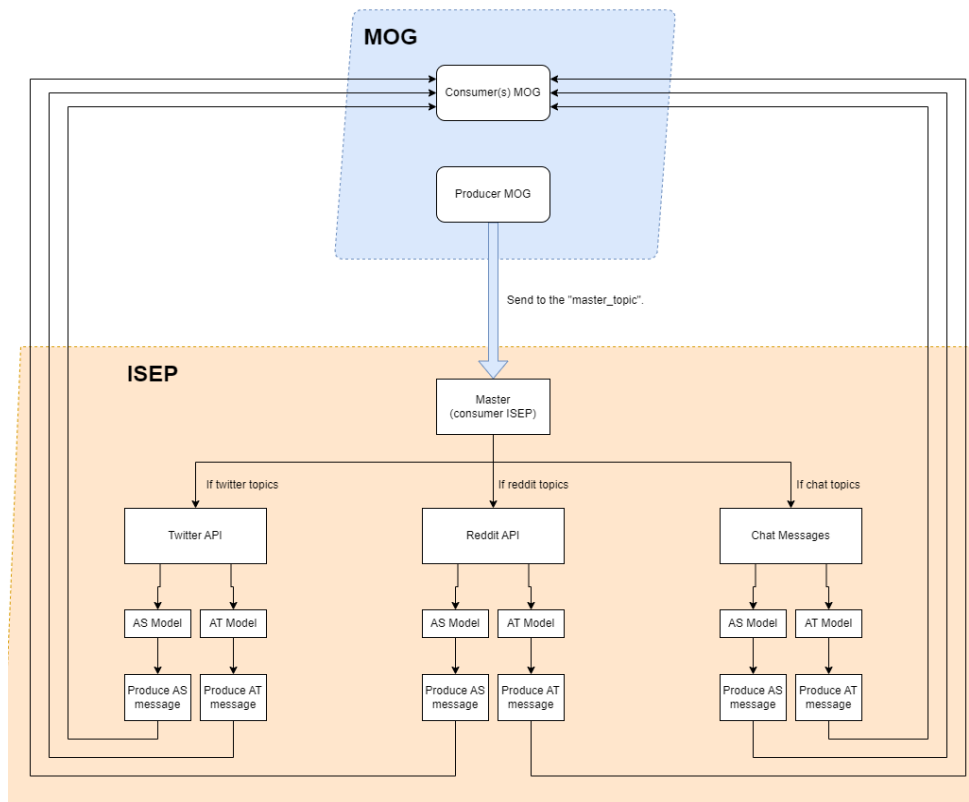 MOG
Consumer(s) MOG
Producer MOG
Send to the "master_topic".
ISEP
Master
(consumer ISEP)
If twitter topics
If reddit topics
If chat topics
Twitter API
Reddit API
Chat Messages
AS Model
AT Model
AS Model
AT Model
AS Model
AT Model
Produce AS
message
Produce AT
message
Produce AS
message
Produce AT
message
Produce AS
message
Produce AT
message